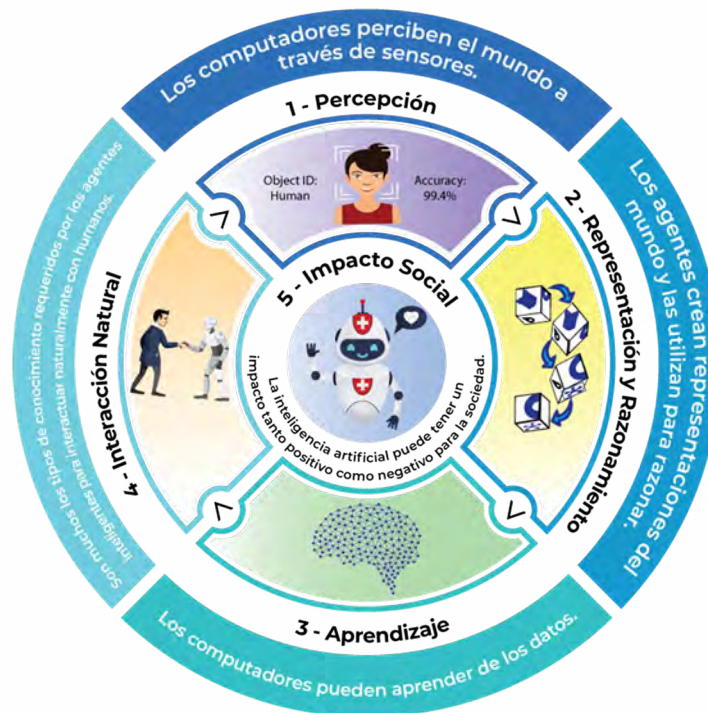 Los computadores perciben el mundo a
través de sensores.
1 - Percepción
Object ID:
Human
Accuracy:
99.4%
Los agentes crean representaciones del
mundo y las utilizan para razonar.
2 - Representación y Razonamiento
3 - Aprendizaje
Los computadores pueden aprender de los datos.
Son muchos los tipos de conocimiento requeridos por los agentes
inteligentes para interactuar naturalmente con humanos.
4 - Interacción Natural
5 - Impacto Social
La inteligencia artificial puede tener un
impacto tanto positivo como negativo para la sociedad.